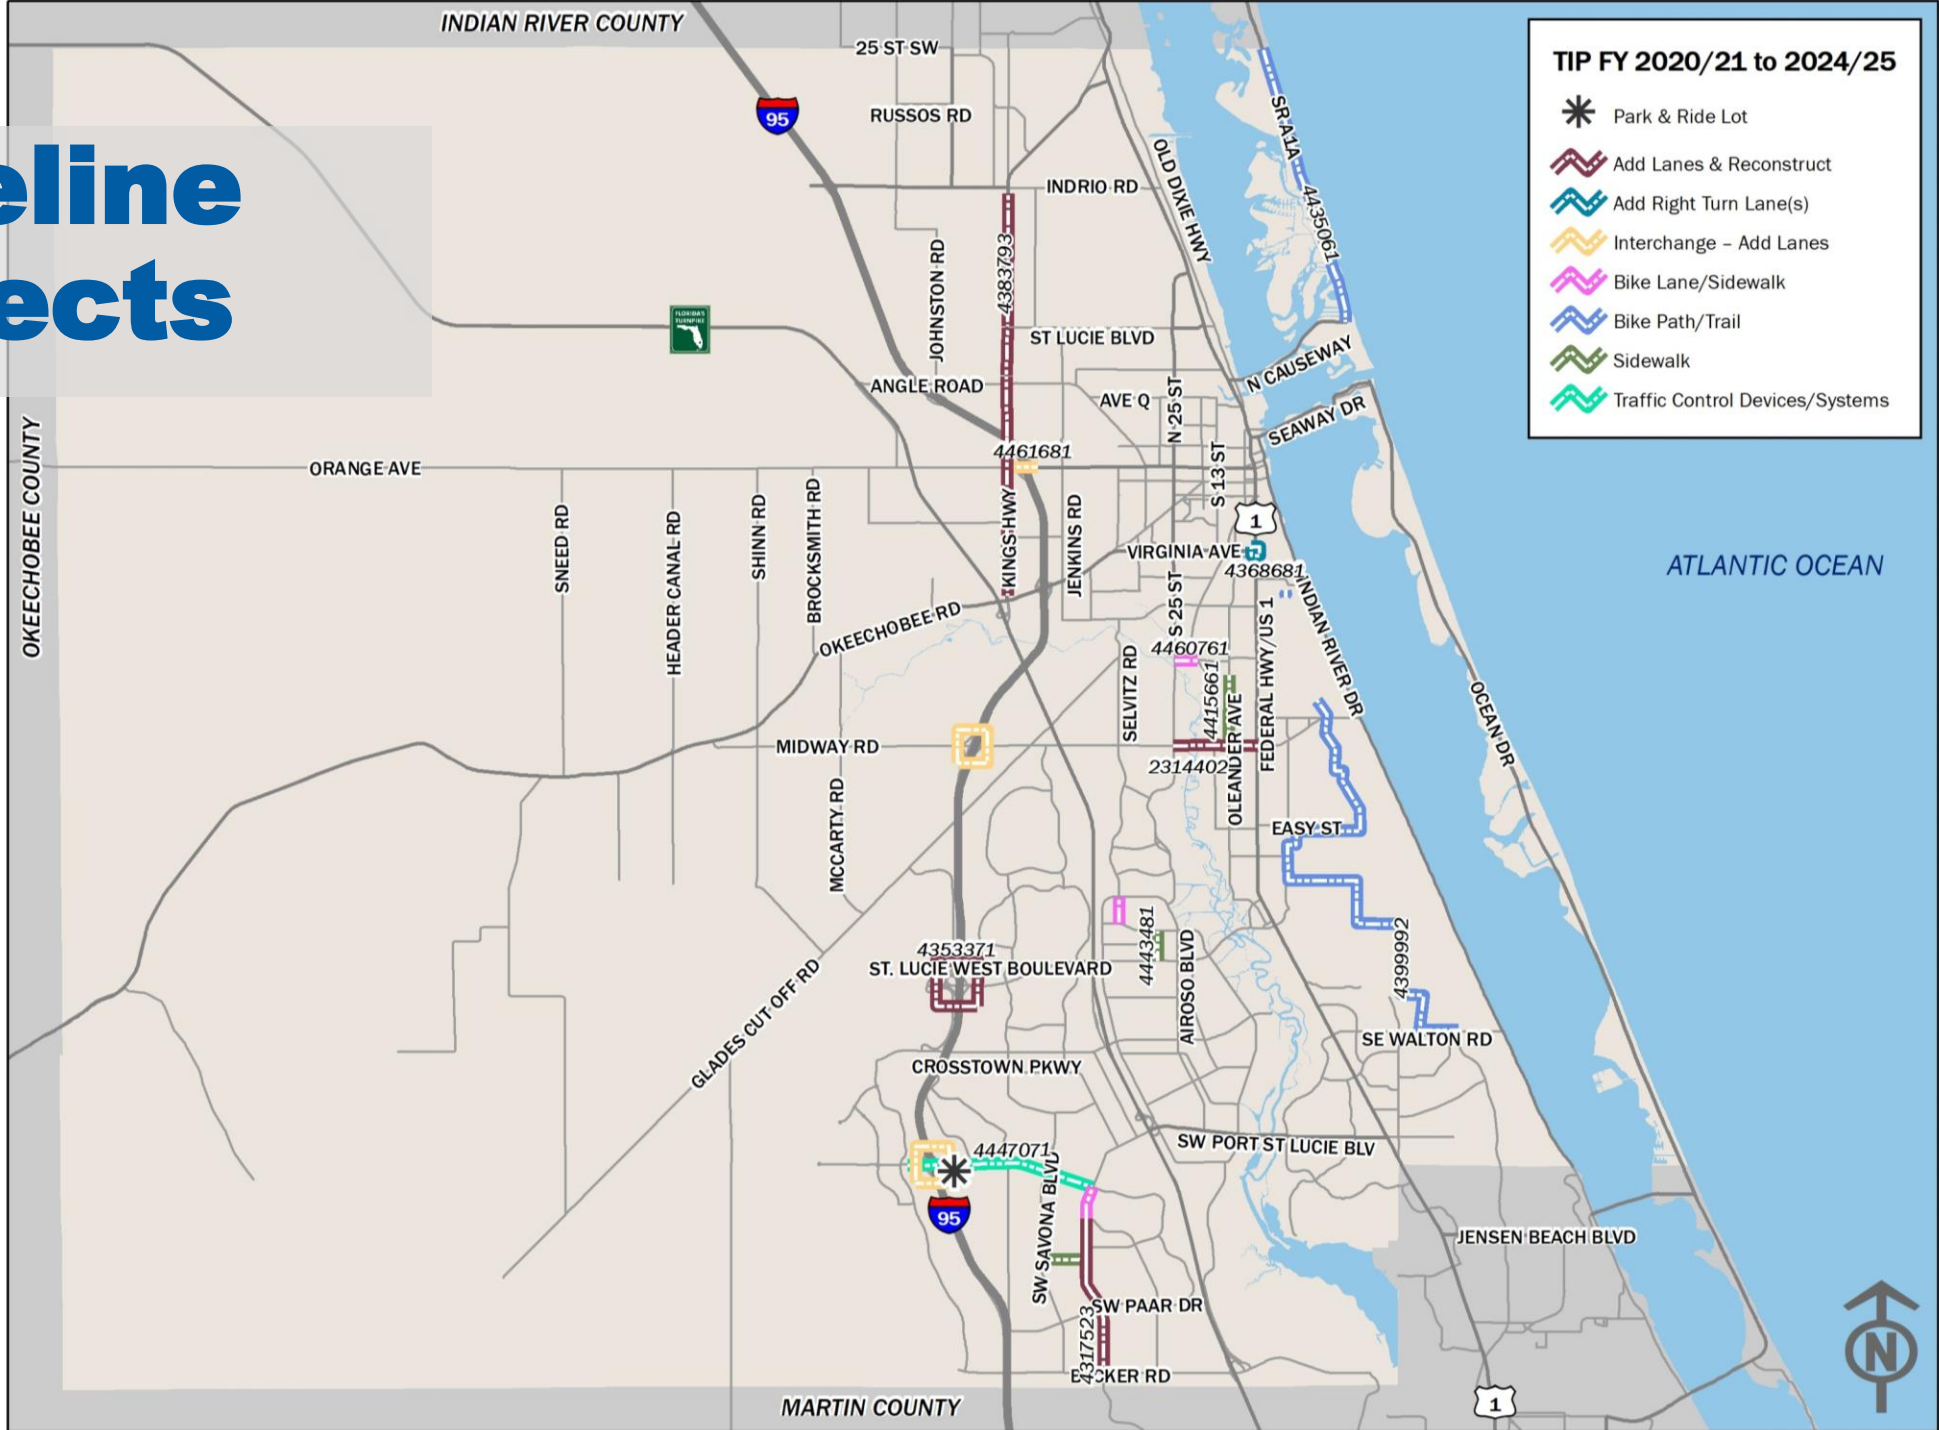 INDIAN RIVER COUNTY
25 ST SW
TIP FY 2020/21 to 2024/25
Park & Ride Lot
Add Lanes & Reconstruct
Add Right Turn Lane(s)
Interchange – Add Lanes
Bike Lane/Sidewalk
Bike Path/Trail
Sidewalk
Traffic Control Devices/Systems
eline
ects
95
RUSSOS RD
SR A1A
OLD DIXIE HWY
INDRIO RD
4435061
4383793
JOHNSTON RD
FLORIDA'S
TURNPIKE
ST LUCIE BLVD
N CAUSEWAY
ANGLE ROAD
AVE Q
N 25 ST
SEAWAY DR
4461681
ORANGE AVE
OKEECHOBEE COUNTY
S 13 ST
SNEED RD
HEADER CANAL RD
SHINN RD
BROCKSMITH RD
KINGS HWY
JENKINS RD
1
VIRGINIA AVE
4368681
ATLANTIC OCEAN
S 25 ST
INDIAN RIVER DR
OKEECHOBEE RD
4460761
SELVITZ RD
4415661
FEDERAL HWY/US 1
OCEAN DR
MIDWAY RD
2314402
OLEANDER AVE
MCCARTY RD
EASY ST
4353371
ST. LUCIE WEST BOULEVARD
4443481
AIROSO BLVD
4399992
GLADES CUT OFF RD
SE WALTON RD
CROSSTOWN PKWY
4447071
SW PORT ST LUCIE BLV
95
SW SAVONA BLVD
JENSEN BEACH BLVD
SW PAAR DR
4317523
BECKER RD
MARTIN COUNTY
1
N